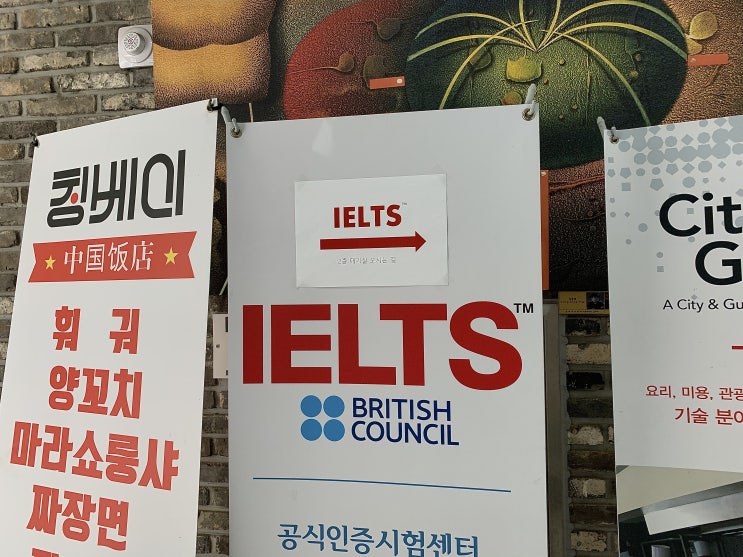 칭베이
★ 中国饭店 ★
훠 궈
양꼬치
마라쇼룽샤
짜장면
IELTS™
IELTS™
BRITISH
COUNCIL
공식인증시험센터
Cit
G
A City & Gu
요리, 미용, 관광
기술 분야